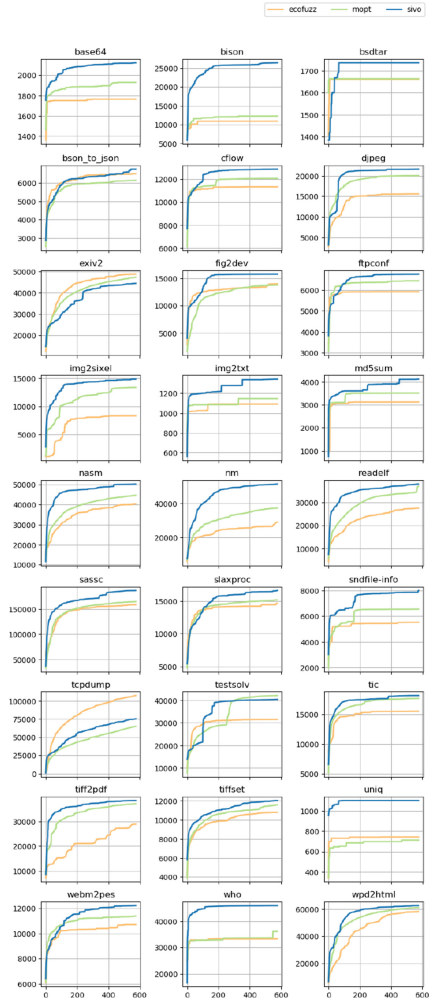 ecofuzz mopt sivo
base64 bison bsdtar
2000 1800 1600 1400
25000 20000 15000 10000 5000
1700 1600 1500 1400
bson_to_json cflow djpeg
6000 4000 2000
12000 10000 8000 6000
20000 15000 10000 5000
exiv2 fig2dev ftpconf
50000 40000 30000 20000
15000 10000 5000
6000 5000 4000 3000
img2sixel img2txt md5sum
15000 10000 5000
1200 1000 800 600
4000 3000 2000 1000
nasm nm readelf
50000 40000 30000 20000
40000 20000
30000 20000 10000
sassc slaxproc sndfile-info
150000 100000 50000
15000 10000 5000
8000 6000 4000 2000
tcpdump testsolv tic
100000 75000 50000 25000 0
40000 30000 20000 10000 0
15000 10000 5000
tiff2pdf tiffset uniq
30000 20000 10000
12000 10000 8000 6000 4000
1000 800 600 400
webm2pes who wpd2html
12000 10000 8000 6000
40000 30000 20000
60000 40000 20000
0 200 400 600 0 200 400 600 0 200 400 600